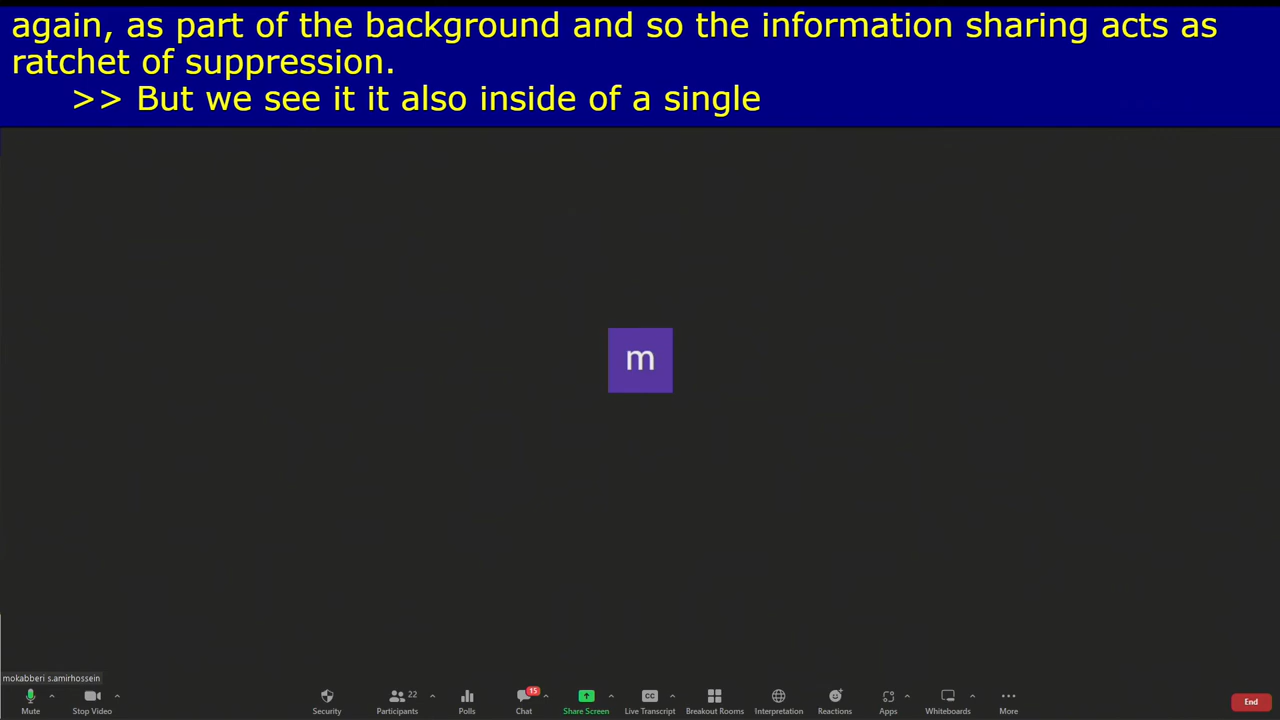 again, as part of the background and so the information sharing acts as
ratchet of suppression.
>> But we see it it also inside of a single
m
mokabberi s.amirhossein
Mute
Stop Video
Security
22
Participants
Polls
15
Chat
Share Screen
CC
Live Transcript
Breakout Rooms
Interpretation
Reactions
Apps
Whiteboards
More
End